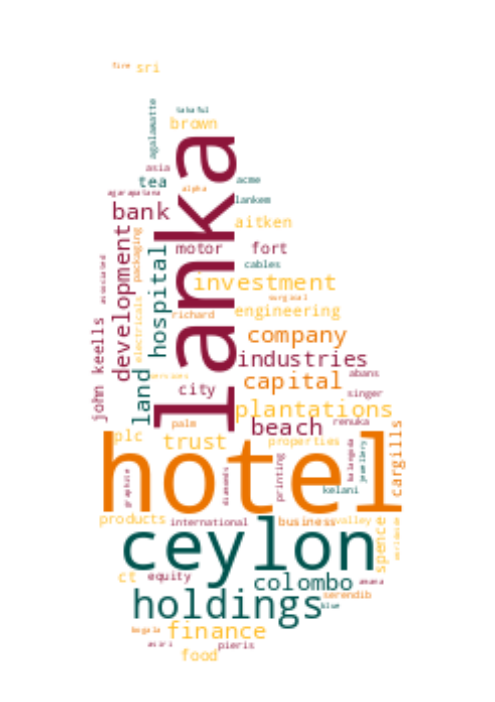 fire sri
takaful
agalawatte
brown
lanka
asia
tea
acme
agarapatana
alpha
lankem
bank
aitken
development
packaging
hospital
motor fort
cables
associated
investment
surgical
electricals
richard
engineering
john keells
company
industries
land
services
city
capital
abans
singer
plantations
palm
beach
renuka
plc
trust
properties
cargills
hotel
graphite
diamonds
printing
kelani
balangoda
jewellery
products
international
business
valley
spence
ceylon
ct
equity
colombo
amana
holdings
serendib
blue
bogala
finance
asiri
pieris
food